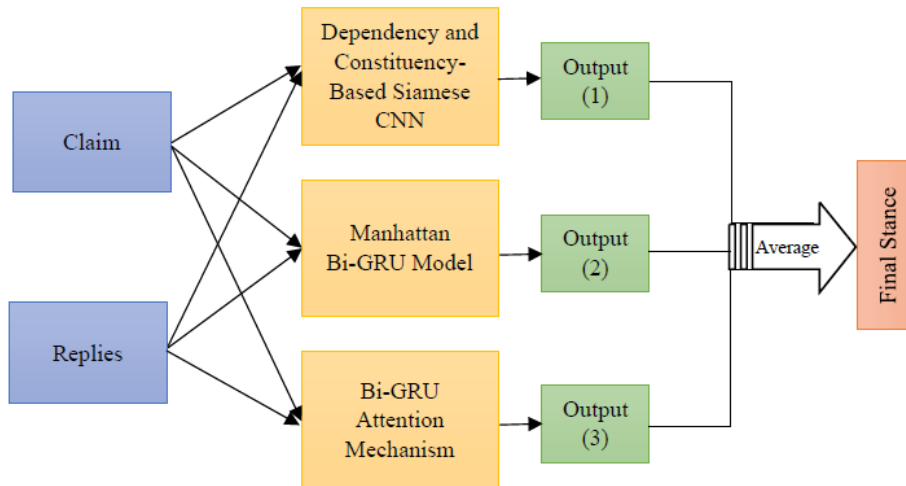 Claim
Replies
Dependency and
Constituency-
Based Siamese
CNN
Manhattan
Bi-GRU Model
Bi-GRU
Attention
Mechanism
Output
(1)
Output
(2)
Output
(3)
Average
Final Stance